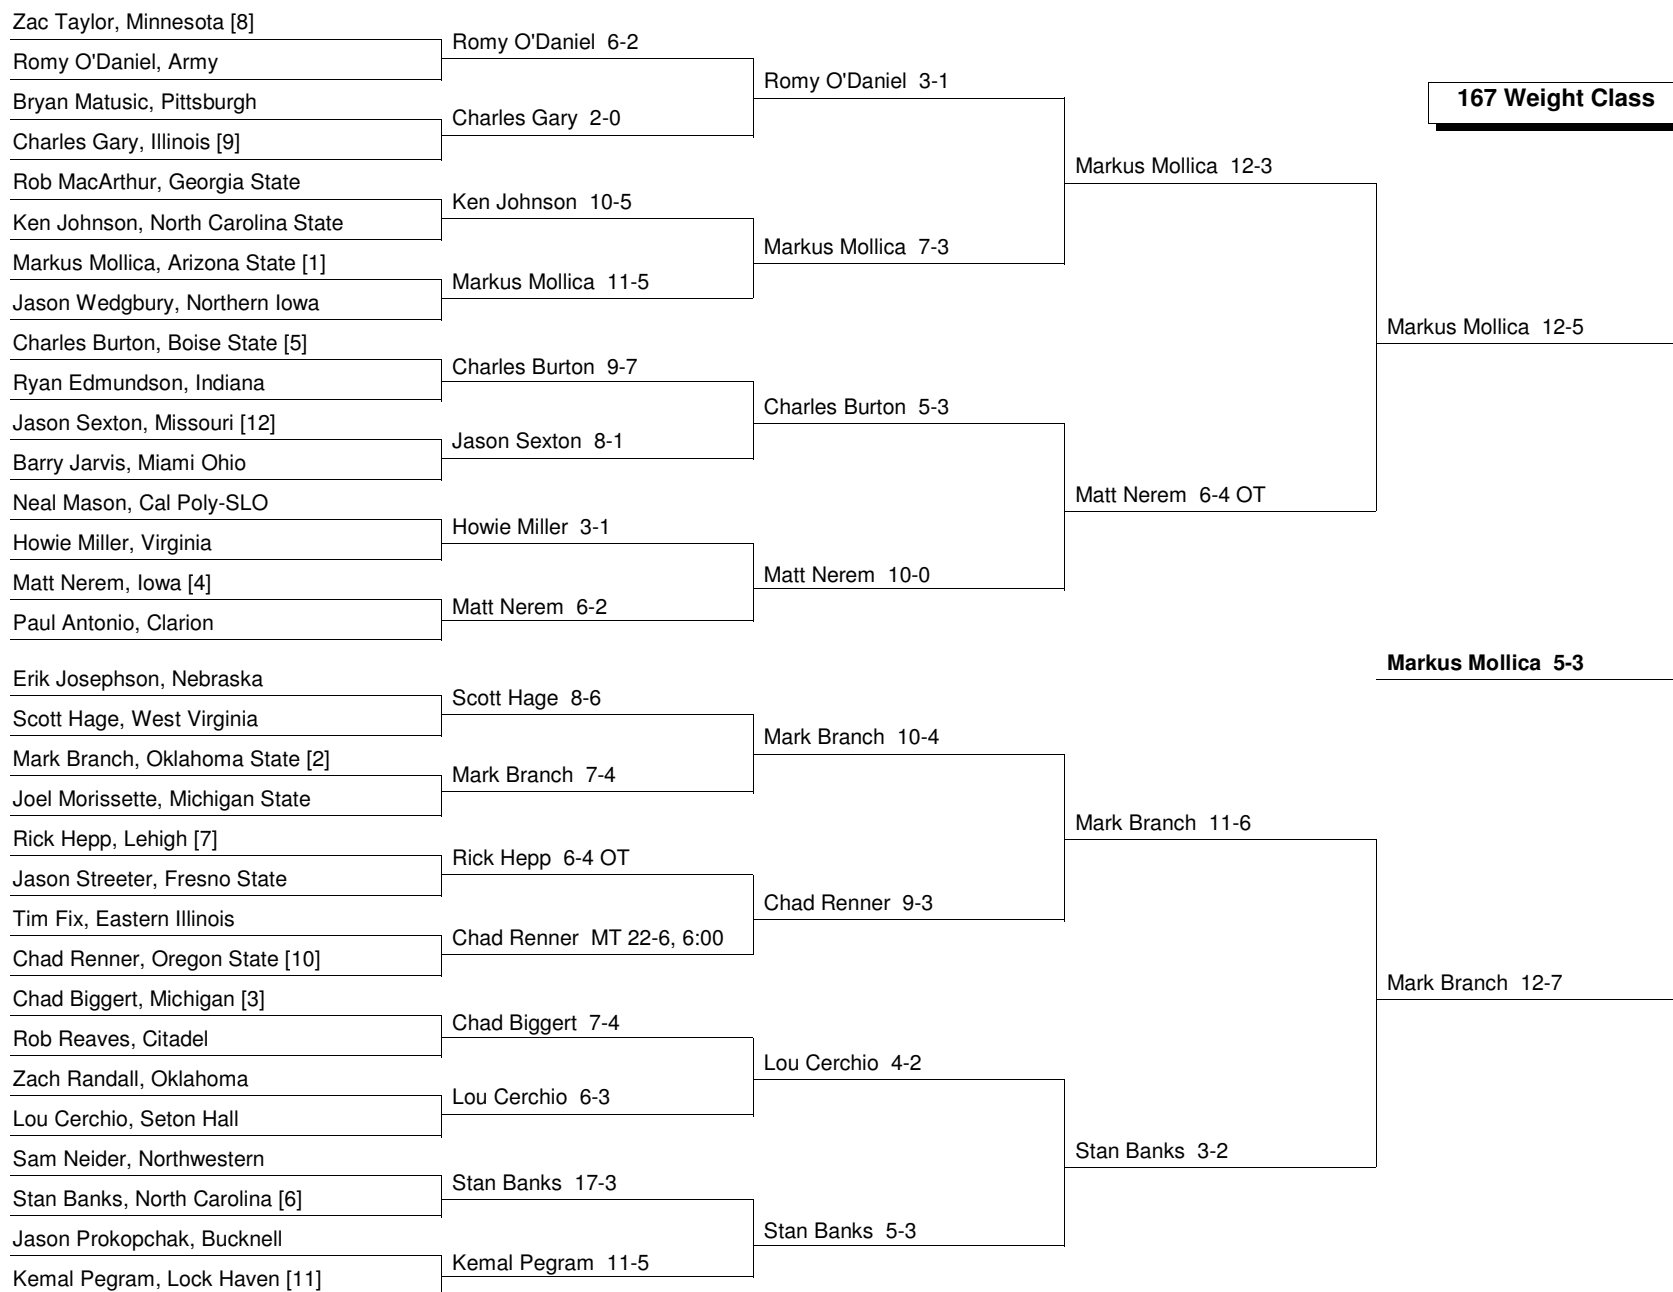 Zac Taylor, Minnesota [8]
Romy O'Daniel, Army
Bryan Matusic, Pittsburgh
Charles Gary, Illinois [9]
Rob MacArthur, Georgia State
Ken Johnson, North Carolina State
Markus Mollica, Arizona State [1]
Jason Wedgbury, Northern Iowa
Charles Burton, Boise State [5]
Ryan Edmundson, Indiana
Jason Sexton, Missouri [12]
Barry Jarvis, Miami Ohio
Neal Mason, Cal Poly-SLO
Howie Miller, Virginia
Matt Nerem, Iowa [4]
Paul Antonio, Clarion
Erik Josephson, Nebraska
Scott Hage, West Virginia
Mark Branch, Oklahoma State [2]
Joel Morissette, Michigan State
Rick Hepp, Lehigh [7]
Jason Streeter, Fresno State
Tim Fix, Eastern Illinois
Chad Renner, Oregon State [10]
Chad Biggert, Michigan [3]
Rob Reaves, Citadel
Zach Randall, Oklahoma
Lou Cerchio, Seton Hall
Sam Neider, Northwestern
Stan Banks, North Carolina [6]
Jason Prokopchak, Bucknell
Kemal Pegram, Lock Haven [11]
Romy O'Daniel 6-2
Charles Gary 2-0
Ken Johnson 10-5
Markus Mollica 11-5
Charles Burton 9-7
Jason Sexton 8-1
Howie Miller 3-1
Matt Nerem 6-2
Scott Hage 8-6
Mark Branch 7-4
Rick Hepp 6-4 OT
Chad Renner MT 22-6, 6:00
Chad Biggert 7-4
Lou Cerchio 6-3
Stan Banks 17-3
Kemal Pegram 11-5
Romy O'Daniel 3-1
Markus Mollica 7-3
Charles Burton 5-3
Matt Nerem 10-0
Mark Branch 10-4
Chad Renner 9-3
Lou Cerchio 4-2
Stan Banks 5-3
Markus Mollica 12-3
Matt Nerem 6-4 OT
Mark Branch 11-6
Stan Banks 3-2
167 Weight Class
Markus Mollica 12-5
Markus Mollica 5-3
Mark Branch 12-7